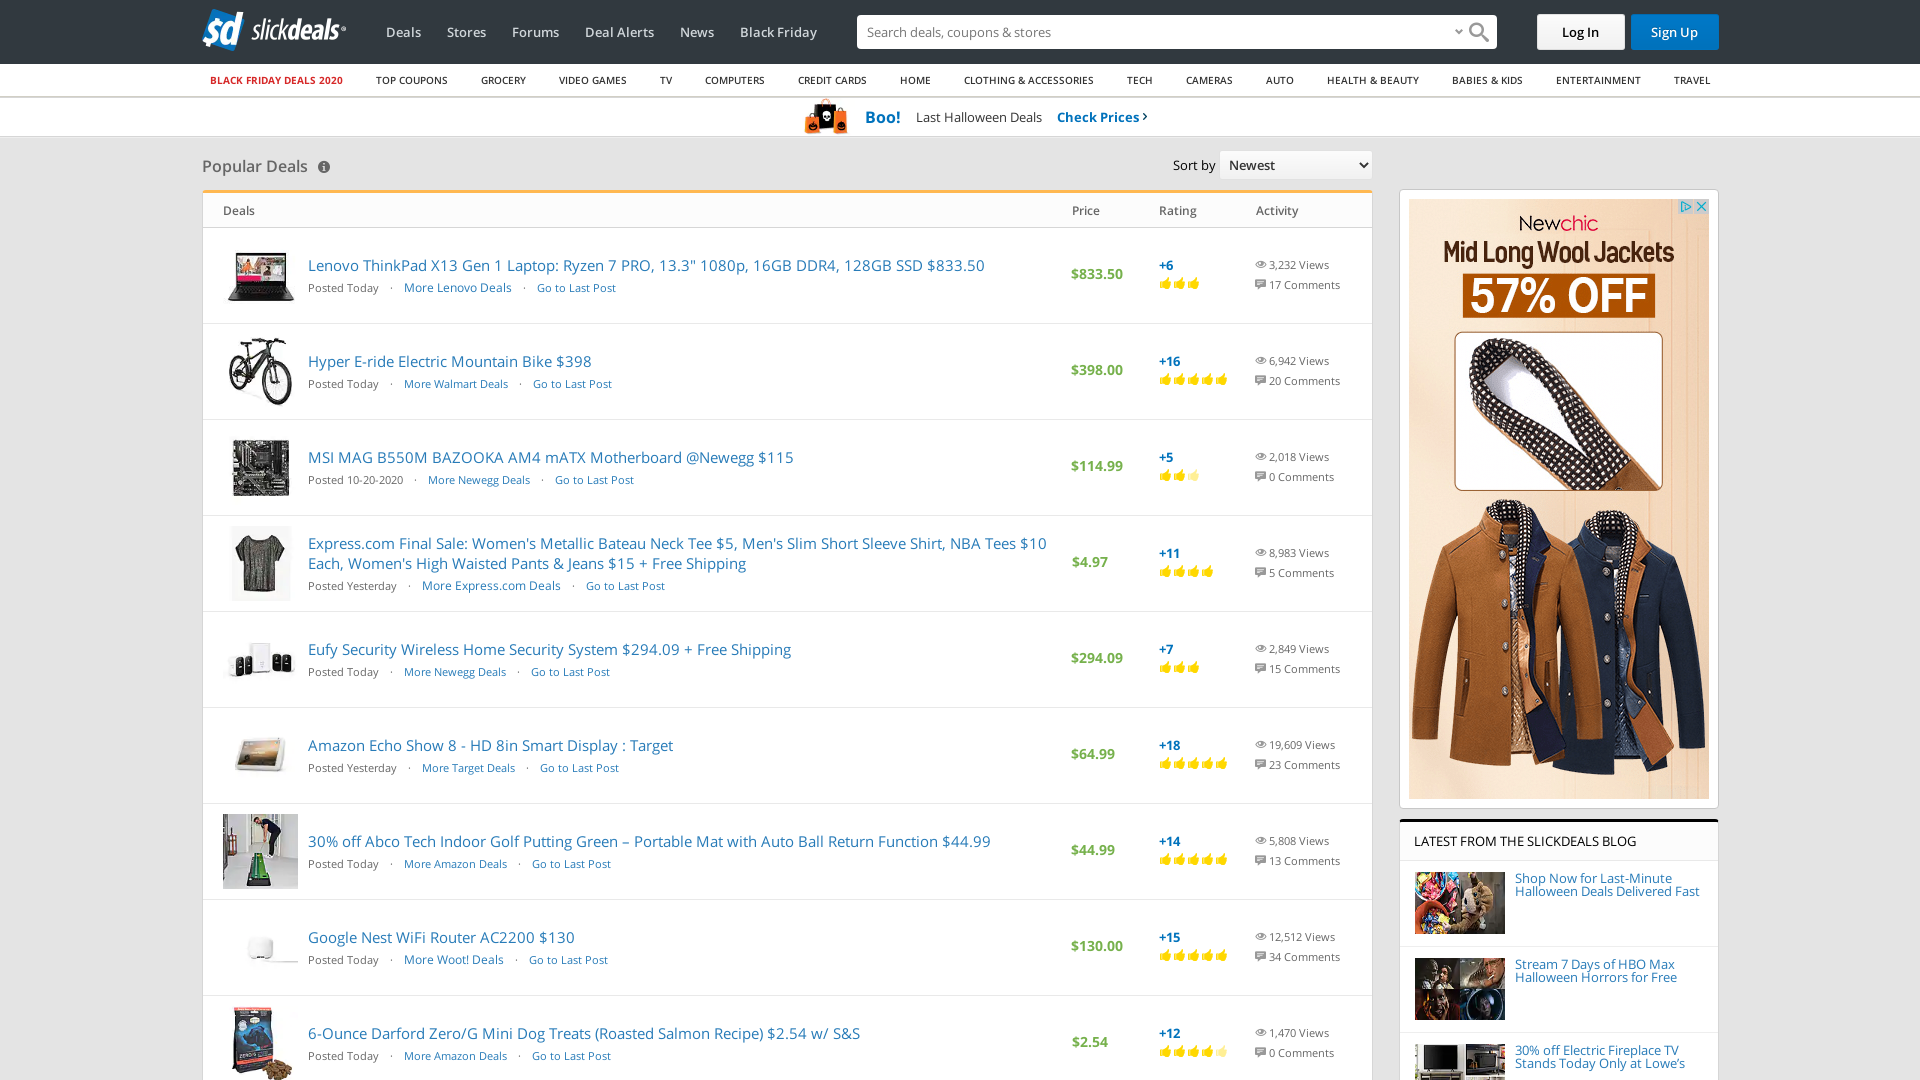 sd slickdeals
Deals
Stores
Forums
Deal Alerts
News
Black Friday
Search deals, coupons & stores
Log In
Sign Up
BLACK FRIDAY DEALS 2020
TOP COUPONS
GROCERY
VIDEO GAMES
TV
COMPUTERS
CREDIT CARDS
HOME
CLOTHING & ACCESSORIES
TECH
CAMERAS
AUTO
HEALTH & BEAUTY
BABIES & KIDS
ENTERTAINMENT
TRAVEL
Boo! Last Halloween Deals Check Prices
Popular Deals
Sort by Newest
Deals Price Rating Activity
Lenovo ThinkPad X13 Gen 1 Laptop: Ryzen 7 PRO, 13.3" 1080p, 16GB DDR4, 128GB SSD $833.50
Posted Today · More Lenovo Deals · Go to Last Post
$833.50
+6
3,232 Views
17 Comments
Hyper E-ride Electric Mountain Bike $398
Posted Today · More Walmart Deals · Go to Last Post
$398.00
+16
6,942 Views
20 Comments
MSI MAG B550M BAZOOKA AM4 mATX Motherboard @Newegg $115
Posted 10-20-2020 · More Newegg Deals · Go to Last Post
$114.99
+5
2,018 Views
0 Comments
Express.com Final Sale: Women's Metallic Bateau Neck Tee $5, Men's Slim Short Sleeve Shirt, NBA Tees $10
Each, Women's High Waisted Pants & Jeans $15 + Free Shipping
Posted Yesterday · More Express.com Deals · Go to Last Post
$4.97
+11
8,983 Views
5 Comments
Eufy Security Wireless Home Security System $294.09 + Free Shipping
Posted Today · More Newegg Deals · Go to Last Post
$294.09
+7
2,849 Views
15 Comments
Amazon Echo Show 8 - HD 8in Smart Display : Target
Posted Yesterday · More Target Deals · Go to Last Post
$64.99
+18
19,609 Views
23 Comments
30% off Abco Tech Indoor Golf Putting Green – Portable Mat with Auto Ball Return Function $44.99
Posted Today · More Amazon Deals · Go to Last Post
$44.99
+14
5,808 Views
13 Comments
Google Nest WiFi Router AC2200 $130
Posted Today · More Woot! Deals · Go to Last Post
$130.00
+15
12,512 Views
34 Comments
6-Ounce Darford Zero/G Mini Dog Treats (Roasted Salmon Recipe) $2.54 w/ S&S
Posted Today · More Amazon Deals · Go to Last Post
$2.54
+12
1,470 Views
0 Comments
Newchic
Mid Long Wool Jackets
57% OFF
LATEST FROM THE SLICKDEALS BLOG
Shop Now for Last-Minute
Halloween Deals Delivered Fast
Stream 7 Days of HBO Max
Halloween Horrors for Free
30% off Electric Fireplace TV
Stands Today Only at Lowe’s